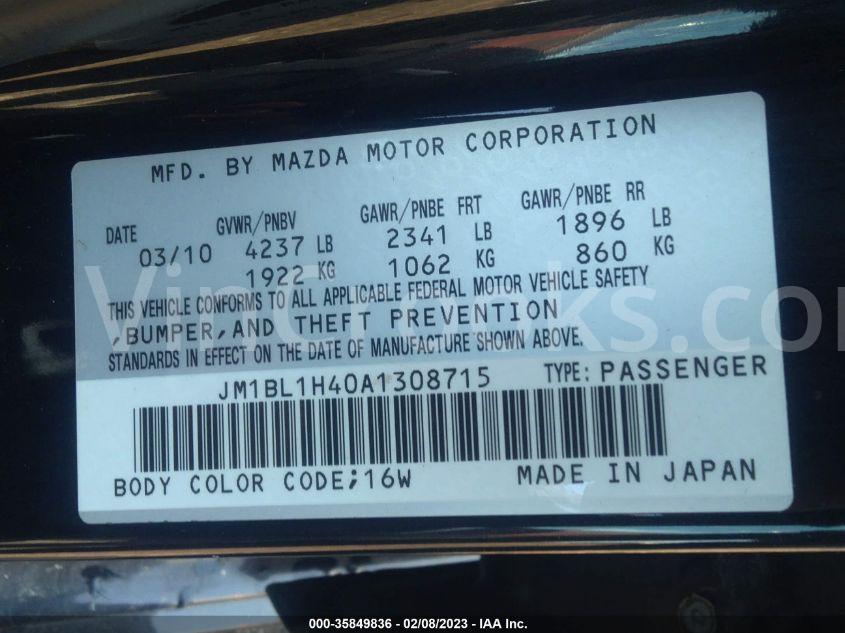 MFD. BY MAZDA MOTOR CORPORATION
DATE GVWR/PNBV GAWR/PNBE FRT GAWR/PNBE RR
03/10 4237 LB 2341 LB 1896 LB
1922 KG 1062 KG 860 KG
THIS VEHICLE CONFORMS TO ALL APPLICABLE FEDERAL MOTOR VEHICLE SAFETY
,BUMPER,AND THEFT PREVENTION
STANDARDS IN EFFECT ON THE DATE OF MANUFACTURE SHOWN ABOVE.
JM1BL1H40A1308715 TYPE: PASSENGER
BODY COLOR CODE;16W MADE IN JAPAN
000-35849836 - 02/08/2023 - IAA Inc.